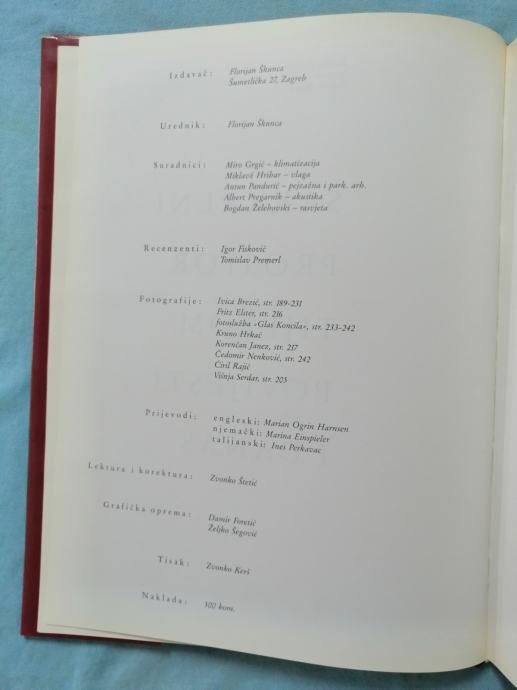 Izdavač: Florijan Škunca
Šumetlička 27, Zagreb
Urednik: Florijan Škunca
Suradnici: Miro Grgić – klimatizacija
Miklavž Hribar – vlaga
Antun Pandurić – pejzažna i park. arh.
Albert Pregarnik – akustika
Bogdan Želehovski – rasvjeta
Recenzenti: Igor Fisković
Tomislav Premerl
Fotografije: Ivica Brezić, str. 189-231
Fritz Elster, str. 216
fotoslužba »Glas Koncila«, str. 233-242
Kruno Hrkać
Korenčan Janez, str. 217
Čedomir Nenković, str. 242
Ćiril Rajić
Višnja Serdar, str. 205
Prijevodi: engleski: Marian Ogrin Harnsen
njemački: Marina Einspieler
talijanski: Ines Perkavac
Lektura i korektura: Zvonko Štetić
Grafička oprema: Damir Foretić
Željko Šegović
Tisak: Zvonko Kerš
Naklada: 300 kom.